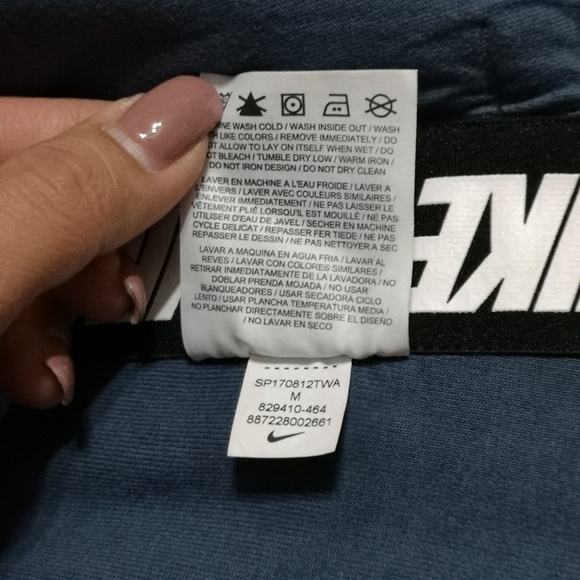 INE WASH COLD / WASH INSIDE OUT / WASH
H LIKE COLORS / REMOVE IMMEDIATELY / DO
OT ALLOW TO LAY ON ITSELF WHEN WET / DO
OT BLEACH / TUMBLE DRY LOW / WARM IRON /
DO NOT IRON DESIGN / DO NOT DRY CLEAN
LAVER EN MACHINE A L'EAU FROIDE / LAVER A
L'ENVERS / LAVER AVEC COULEURS SIMILAIRES /
ENLEVER IMMEDIATEMENT / NE PAS LAISSER LE
VÊTEMENT PLIÉ LORSQU'IL EST MOUILLÉ / NE PAS
UTILISER D'EAU DE JAVEL / SECHER EN MACHINE
CYCLE DELICAT / REPASSER FER TIEDE / NE PAS
REPASSER LE DESSIN / NE PAS NETTOYER A SEC
LAVAR A MAQUINA EN AGUA FRIA / LAVAR AL
REVES / LAVAR CON COLORES SIMILARES /
RETIRAR INMEDIATAMENTE DE LA LAVADORA / NO
DOBLAR PRENDA MOJADA / NO USAR
BLANQUEADORES / USAR SECADORA CICLO
LENTO / USAR PLANCHA TEMPERATURA MEDIA /
NO PLANCHAR DIRECTAMENTE SOBRE EL DISEÑO
/ NO LAVAR EN SECO
SP170812TWA
M
829410-464
887228002661
IKE